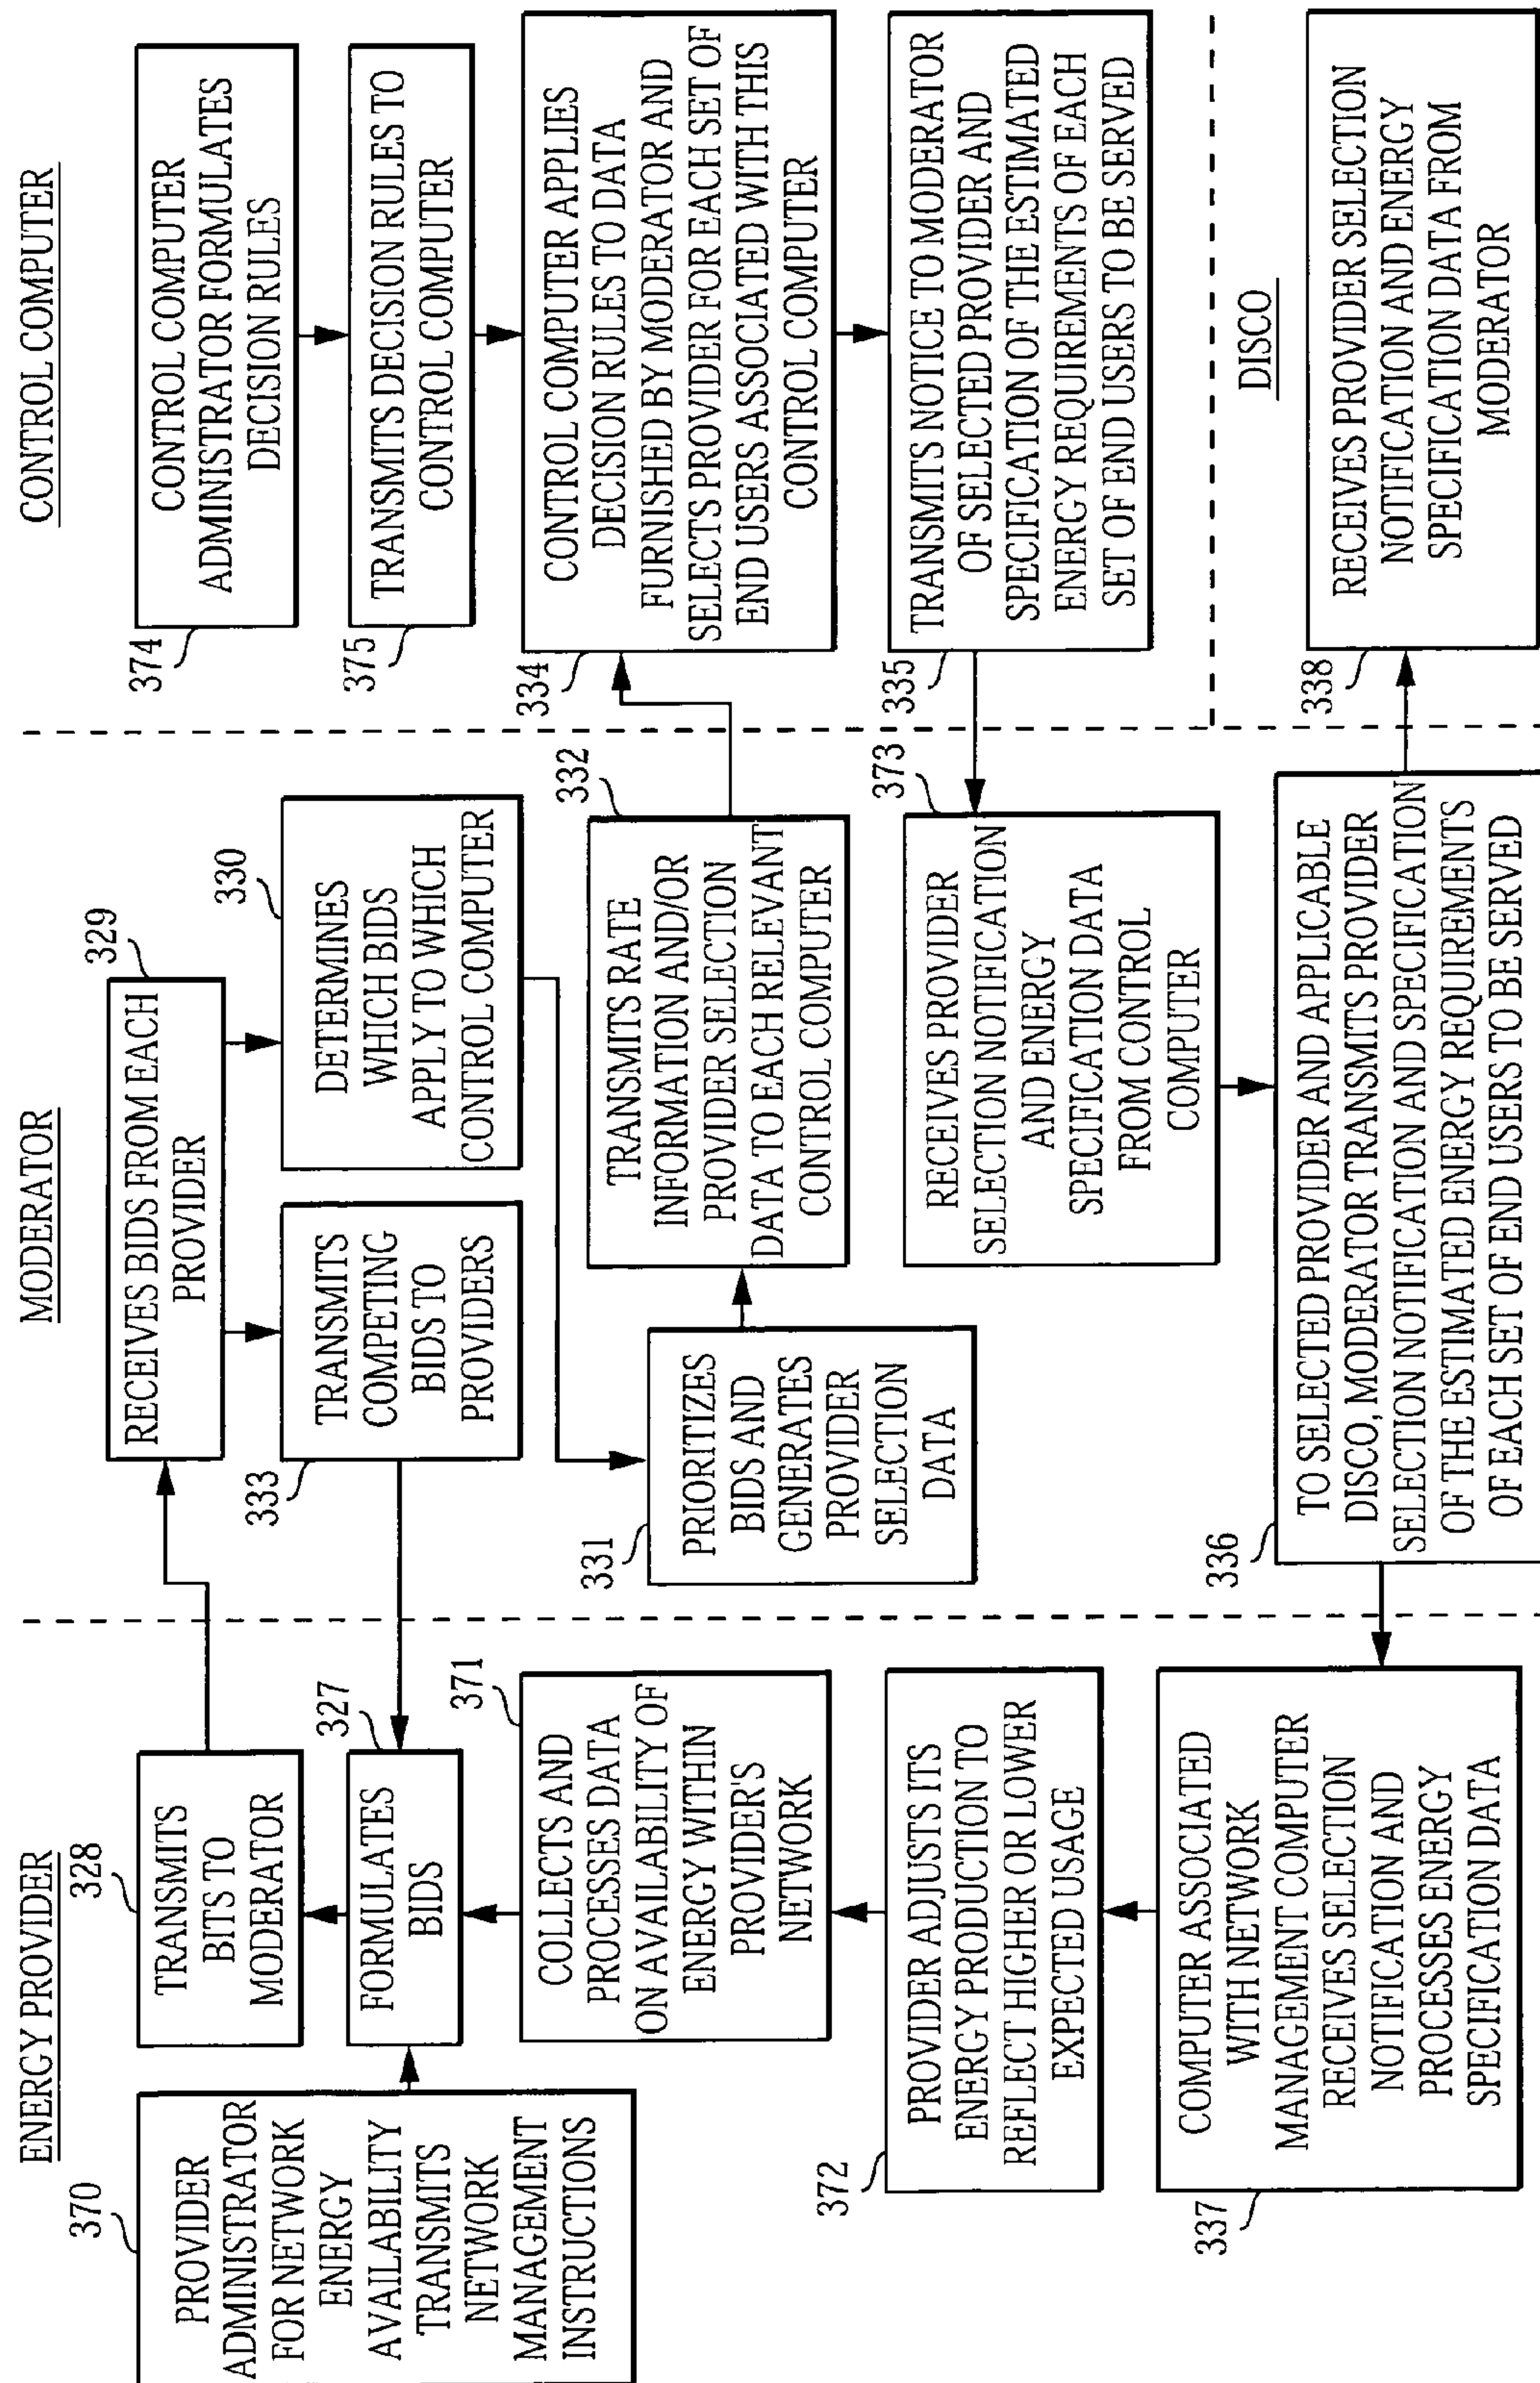 ENERGY PROVIDER
370
PROVIDER
ADMINISTRATOR
FOR NETWORK
ENERGY
AVAILABILITY
TRANSMITS
NETWORK
MANAGEMENT
INSTRUCTIONS
328
TRANSMITS
BITS TO
MODERATOR
327
FORMULATES
BIDS
371
COLLECTS AND
PROCESSES DATA
ON AVAILABILITY OF
ENERGY WITHIN
PROVIDER'S
NETWORK
372
PROVIDER ADJUSTS ITS
ENERGY PRODUCTION TO
REFLECT HIGHER OR LOWER
EXPECTED USAGE
337
COMPUTER ASSOCIATED
WITH NETWORK
MANAGEMENT COMPUTER
RECEIVES SELECTION
NOTIFICATION AND
PROCESSES ENERGY
SPECIFICATION DATA
MODERATOR
329
RECEIVES BIDS FROM EACH
PROVIDER
333
TRANSMITS
COMPETING
BIDS TO
PROVIDERS
330
DETERMINES
WHICH BIDS
APPLY TO WHICH
CONTROL COMPUTER
331
PRIORITIZES
BIDS AND
GENERATES
PROVIDER
SELECTION
DATA
332
TRANSMITS RATE
INFORMATION AND/OR
PROVIDER SELECTION
DATA TO EACH RELEVANT
CONTROL COMPUTER
373
RECEIVES PROVIDER
SELECTION NOTIFICATION
AND ENERGY
SPECIFICATION DATA
FROM CONTROL
COMPUTER
336
TO SELECTED PROVIDER AND APPLICABLE
DISCO, MODERATOR TRANSMITS PROVIDER
SELECTION NOTIFICATION AND SPECIFICATION
OF THE ESTIMATED ENERGY REQUIREMENTS
OF EACH SET OF END USERS TO BE SERVED
CONTROL COMPUTER
374
CONTROL COMPUTER
ADMINISTRATOR FORMULATES
DECISION RULES
375
TRANSMITS DECISION RULES TO
CONTROL COMPUTER
334
CONTROL COMPUTER APPLIES
DECISION RULES TO DATA
FURNISHED BY MODERATOR AND
SELECTS PROVIDER FOR EACH SET OF
END USERS ASSOCIATED WITH THIS
CONTROL COMPUTER
335
TRANSMITS NOTICE TO MODERATOR
OF SELECTED PROVIDER AND
SPECIFICATION OF THE ESTIMATED
ENERGY REQUIREMENTS OF EACH
SET OF END USERS TO BE SERVED
DISCO
338
RECEIVES PROVIDER SELECTION
NOTIFICATION AND ENERGY
SPECIFICATION DATA FROM
MODERATOR